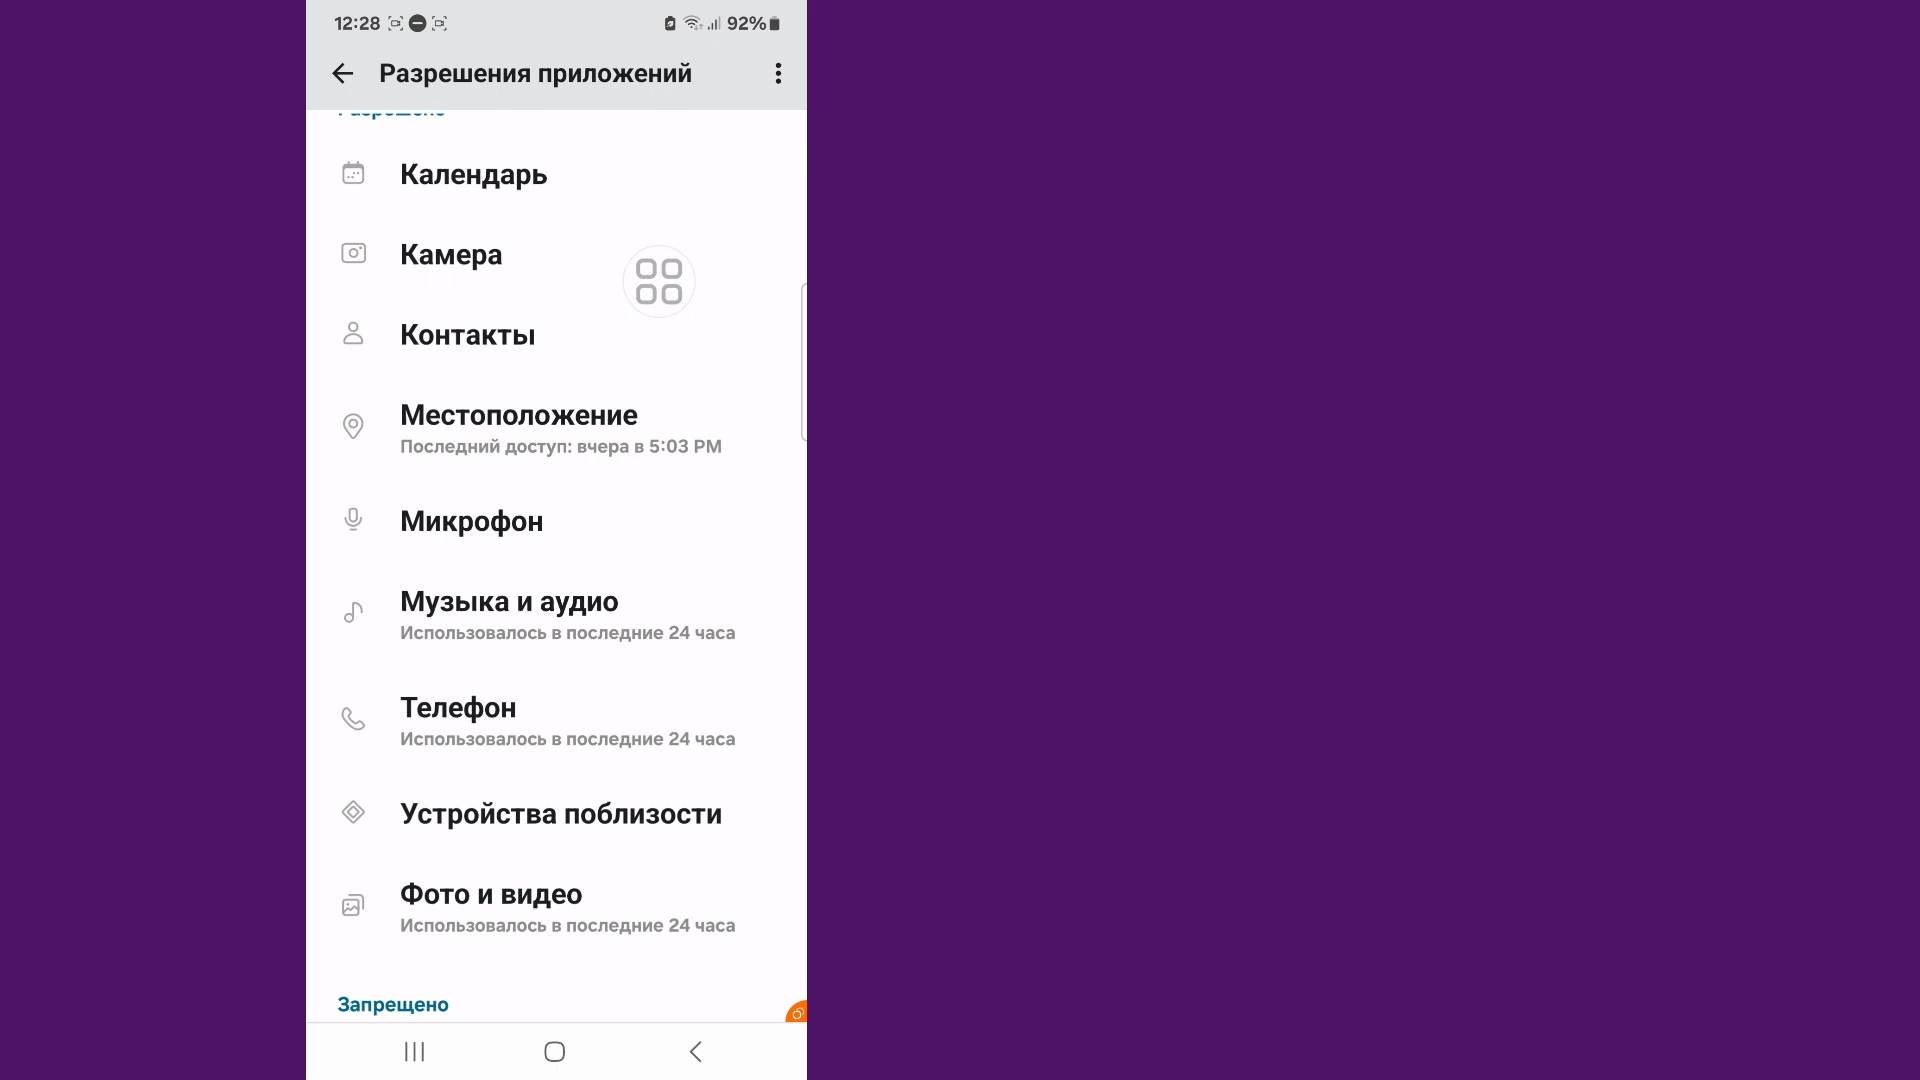 12:28
92%
Разрешения приложений
Разрешено
Календарь
Камера
Контакты
Местоположение
Последний доступ: вчера в 5:03 PM
Микрофон
Музыка и аудио
Использовалось в последние 24 часа
Телефон
Использовалось в последние 24 часа
Устройства поблизости
Фото и видео
Использовалось в последние 24 часа
Запрещено